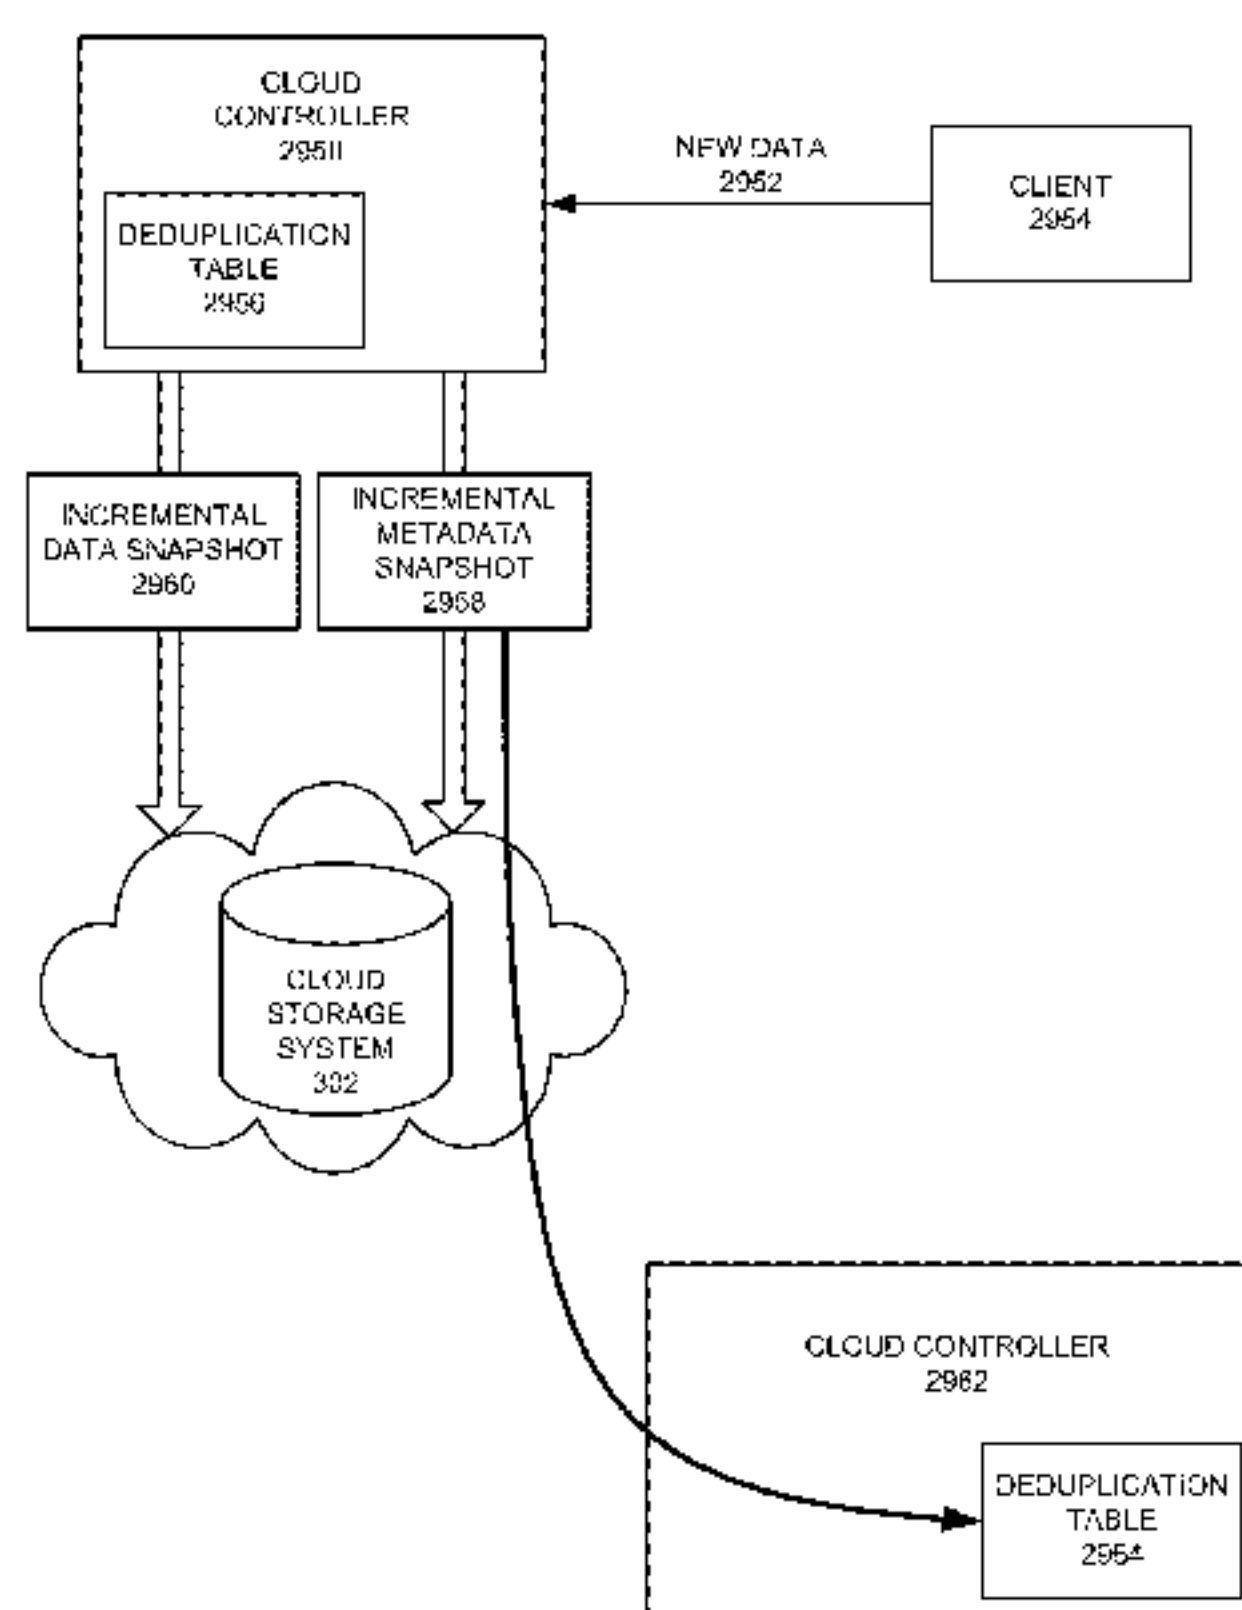 CLOUD
CONTROLLER
2950
NEW DATA
2952
CLIENT
2954
DEDUPLICATION
TABLE
2956
INCREMENTAL
DATA SNAPSHOT
2960
INCREMENTAL
METADATA
SNAPSHOT
2958
CLOUD
STORAGE
SYSTEM
302
CLOUD CONTROLLER
2962
DEDUPLICATION
TABLE